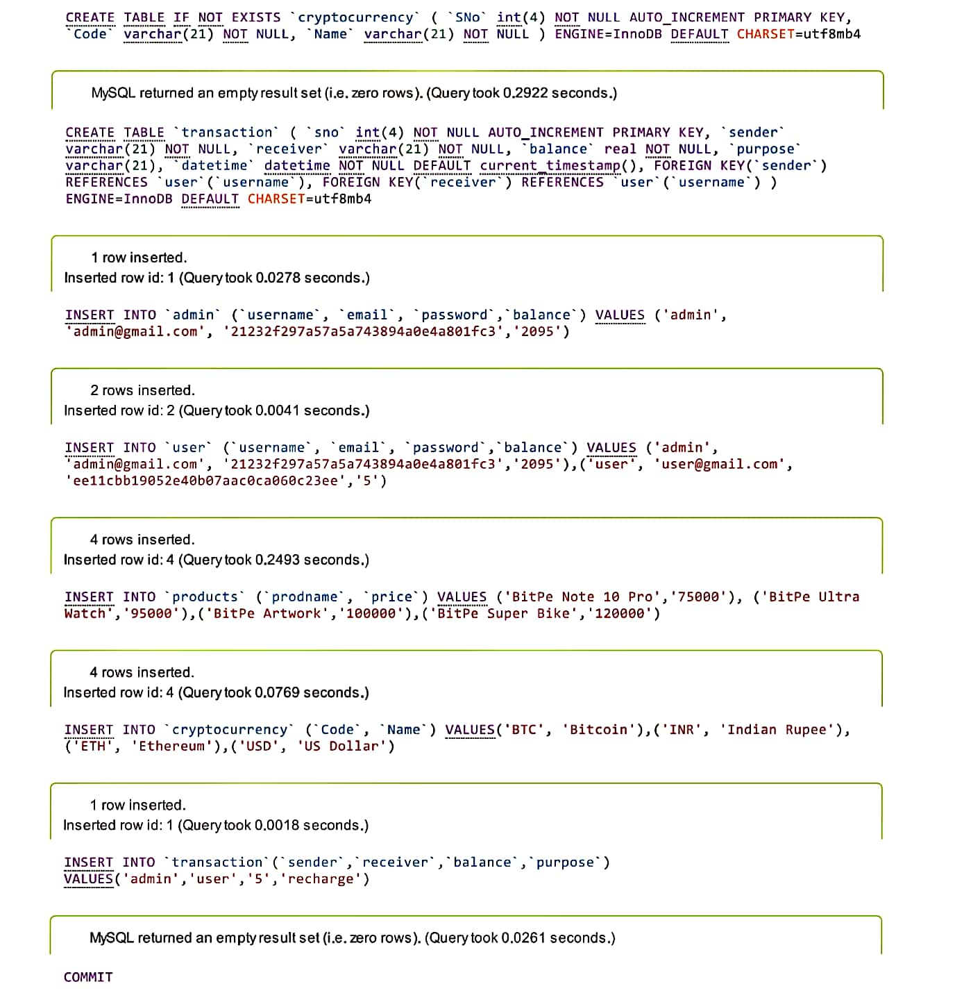 CREATE TABLE IF NOT EXISTS `cryptocurrency` ( `SNo` int(4) NOT NULL AUTO_INCREMENT PRIMARY KEY,
`Code` varchar(21) NOT NULL, `Name` varchar(21) NOT NULL ) ENGINE=InnoDB DEFAULT CHARSET=utf8mb4
MySQL returned an empty result set (i.e. zero rows). (Query took 0.2922 seconds.)
CREATE TABLE `transaction` ( `sno` int(4) NOT NULL AUTO_INCREMENT PRIMARY KEY, `sender`
varchar(21) NOT NULL, `receiver` varchar(21) NOT NULL, `balance` real NOT NULL, `purpose`
varchar(21), `datetime` datetime NOT NULL DEFAULT current_timestamp(), FOREIGN KEY(`sender`)
REFERENCES `user`(`username`), FOREIGN KEY(`receiver`) REFERENCES `user`(`username`) )
ENGINE=InnoDB DEFAULT CHARSET=utf8mb4
1 row inserted.
Inserted row id: 1 (Query took 0.0278 seconds.)
INSERT INTO `admin` (`username`, `email`, `password`,`balance`) VALUES ('admin',
'admin@gmail.com', '21232f297a57a5a743894a0e4a801fc3','2095')
2 rows inserted.
Inserted row id: 2 (Query took 0.0041 seconds.)
INSERT INTO `user` (`username`, `email`, `password`,`balance`) VALUES ('admin',
'admin@gmail.com', '21232f297a57a5a743894a0e4a801fc3','2095'),('user', 'user@gmail.com',
'ee11cbb19052e40b07aac0ca060c23ee','5')
4 rows inserted.
Inserted row id: 4 (Query took 0.2493 seconds.)
INSERT INTO `products` (`prodname`, `price`) VALUES ('BitPe Note 10 Pro','75000'), ('BitPe Ultra
Watch','95000'),('BitPe Artwork','100000'),('BitPe Super Bike','120000')
4 rows inserted.
Inserted row id: 4 (Query took 0.0769 seconds.)
INSERT INTO `cryptocurrency` (`Code`, `Name`) VALUES('BTC', 'Bitcoin'),('INR', 'Indian Rupee'),
('ETH', 'Ethereum'),('USD', 'US Dollar')
1 row inserted.
Inserted row id: 1 (Query took 0.0018 seconds.)
INSERT INTO `transaction`(`sender`,`receiver`,`balance`,`purpose`)
VALUES('admin','user','5','recharge')
MySQL returned an empty result set (i.e. zero rows). (Query took 0.0261 seconds.)
COMMIT